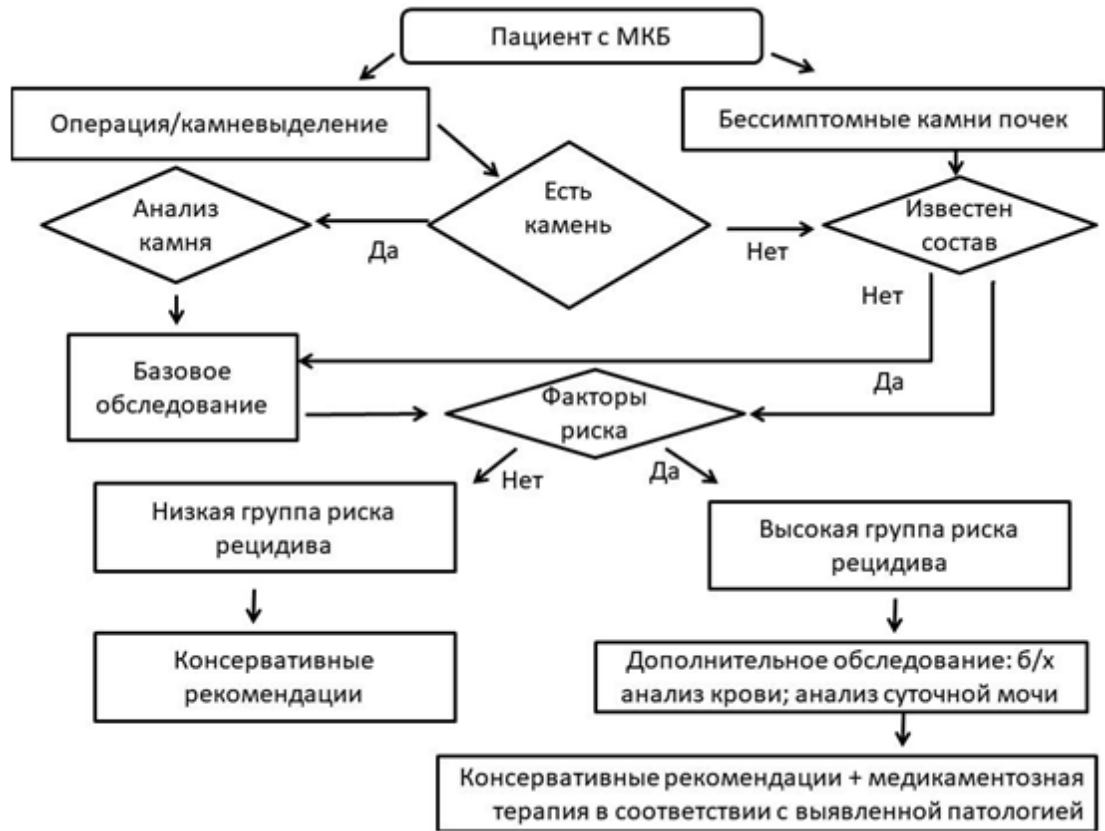 Пациент с МКБ
Операция/камневыделение
Бессимптомные камни почек
Есть
камень
Анализ
камня
Известен
состав
Да
Нет
Нет
Базовое
обследование
Да
Факторы
риска
Нет
Да
Низкая группа риска
рецидива
Высокая группа риска
рецидива
Консервативные
рекомендации
Дополнительное обследование: б/х
анализ крови; анализ суточной мочи
Консервативные рекомендации + медикаментозная
терапия в соответствии с выявленной патологией